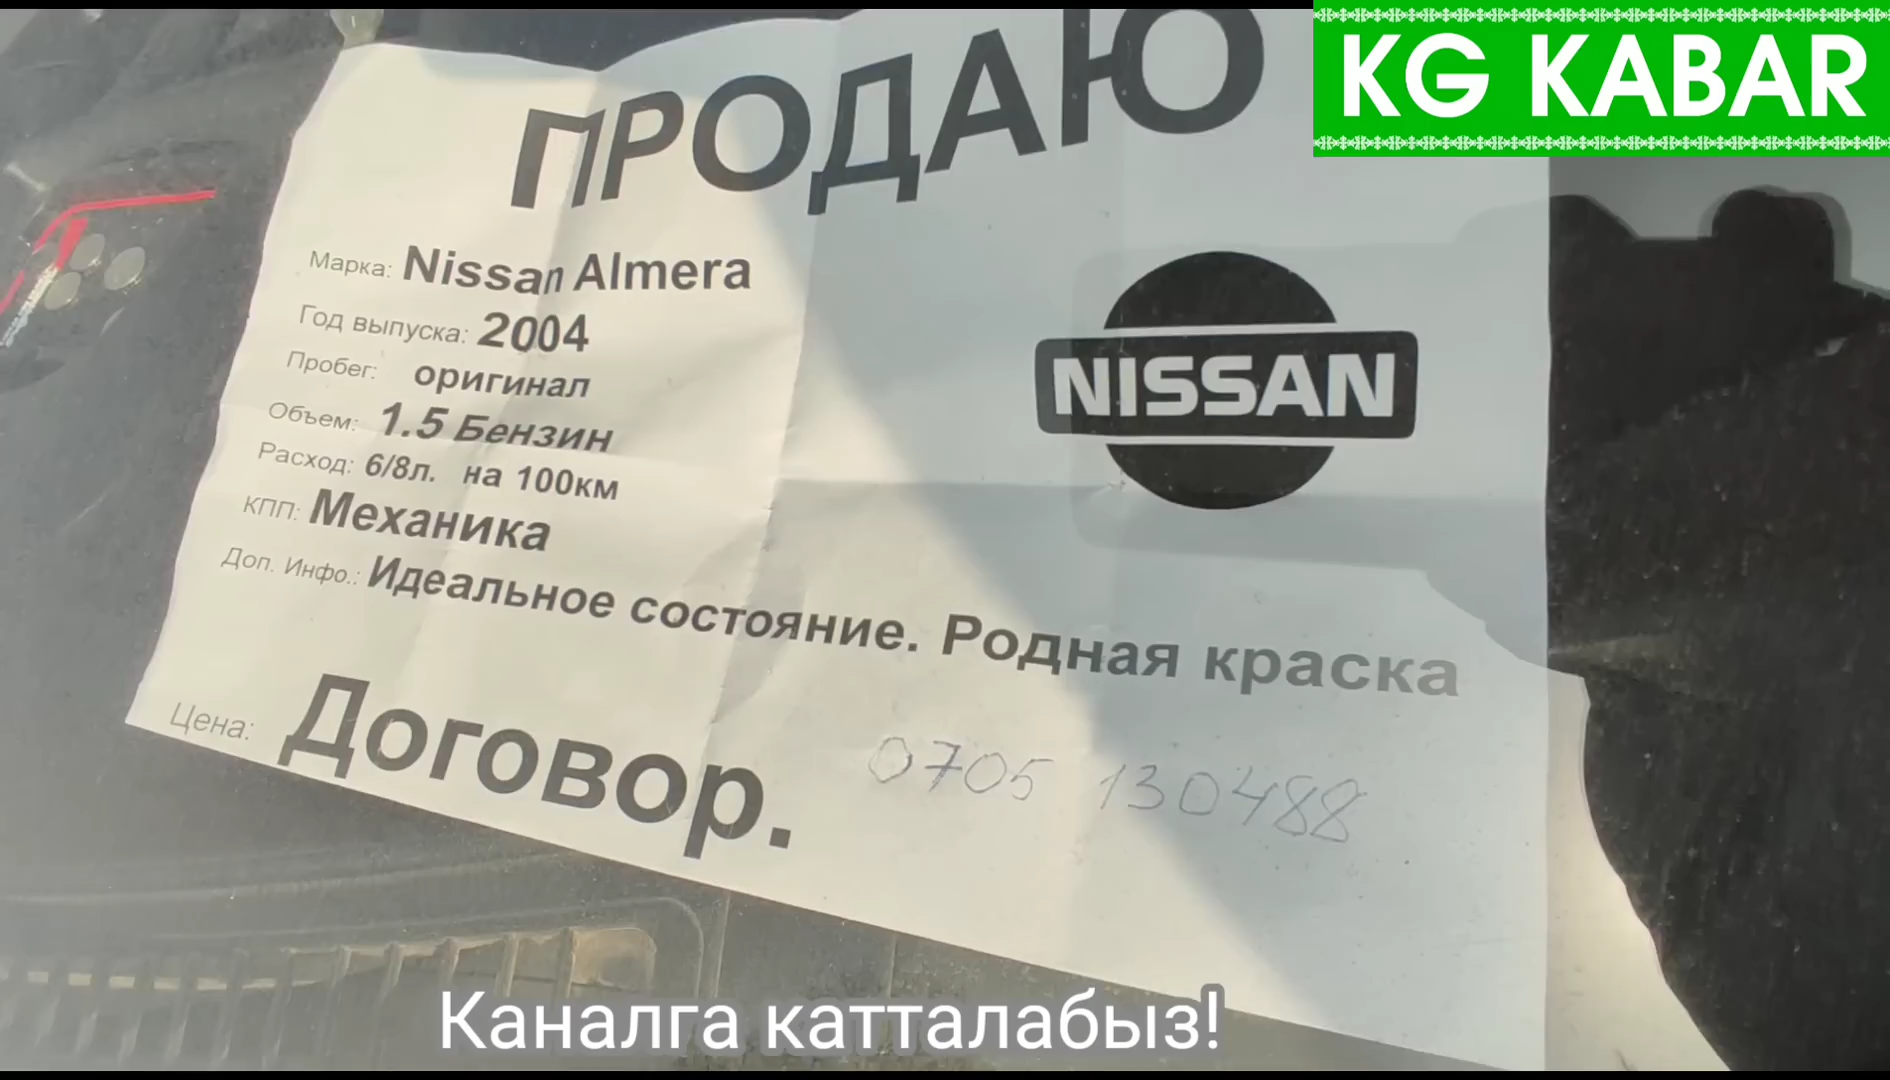 KG KABAR
ПРОДАЮ
Марка: Nissan Almera
Год выпуска: 2004
Пробег: оригинал
Объем: 1.5 Бензин
Расход: 6/8л. на 100км
КПП: Механика
Доп. Инфо.: Идеальное состояние. Родная краска
NISSAN
Цена: Договор.
0705 130488
Каналга катталабыз!